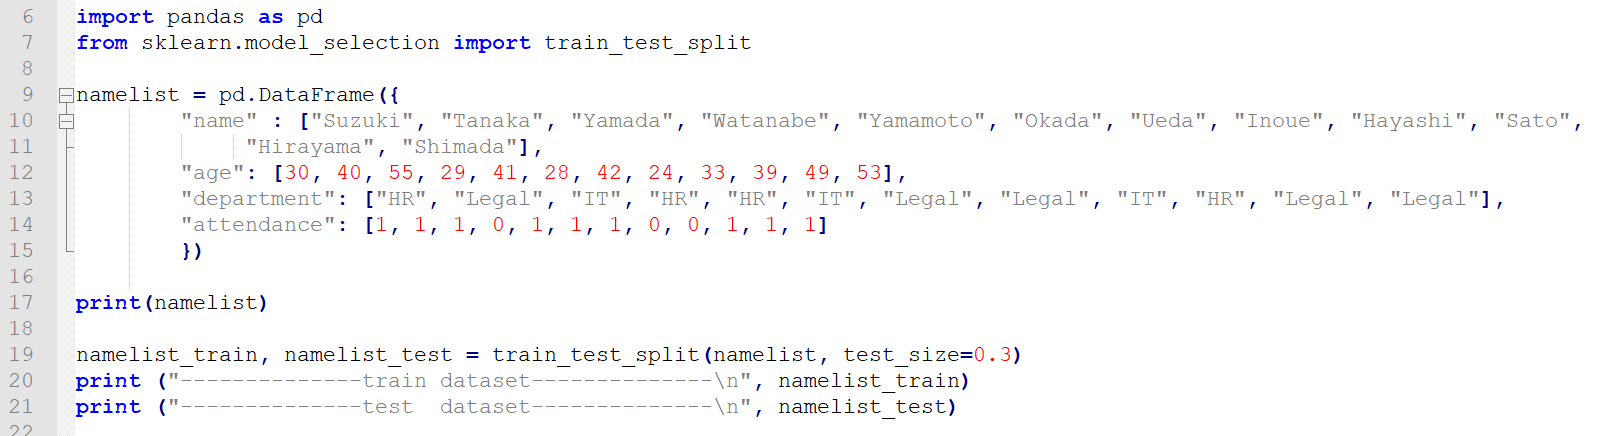 6 import pandas as pd
7 from sklearn.model_selection import train_test_split
8
9 namelist = pd.DataFrame({
10 "name" : ["Suzuki", "Tanaka", "Yamada", "Watanabe", "Yamamoto", "Okada", "Ueda", "Inoue", "Hayashi", "Sato",
11 "Hirayama", "Shimada"],
12 "age": [30, 40, 55, 29, 41, 28, 42, 24, 33, 39, 49, 53],
13 "department": ["HR", "Legal", "IT", "HR", "HR", "IT", "Legal", "Legal", "IT", "HR", "Legal", "Legal"],
14 "attendance": [1, 1, 1, 0, 1, 1, 1, 0, 0, 1, 1, 1]
15 })
16
17 print(namelist)
18
19 namelist_train, namelist_test = train_test_split(namelist, test_size=0.3)
20 print ("--------------train dataset--------------\n", namelist_train)
21 print ("--------------test  dataset--------------\n", namelist_test)
22